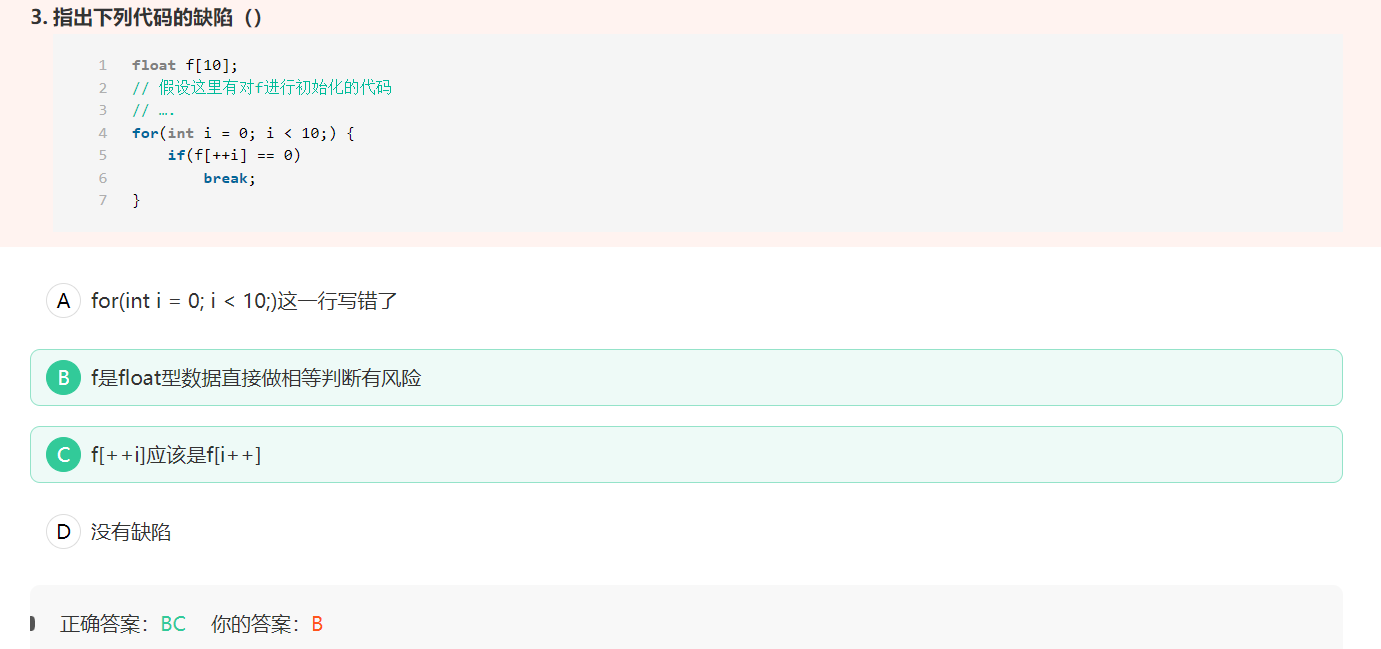 3. 指出下列代码的缺陷（）
1 float f[10];
2 // 假设这里有对f进行初始化的代码
3 // ….
4 for(int i = 0; i < 10;) {
5 if(f[++i] == 0)
6 break;
7 }
A for(int i = 0; i < 10;)这一行写错了
B f是float型数据直接做相等判断有风险
C f[++i]应该是f[i++]
D 没有缺陷
正确答案：BC 你的答案：B